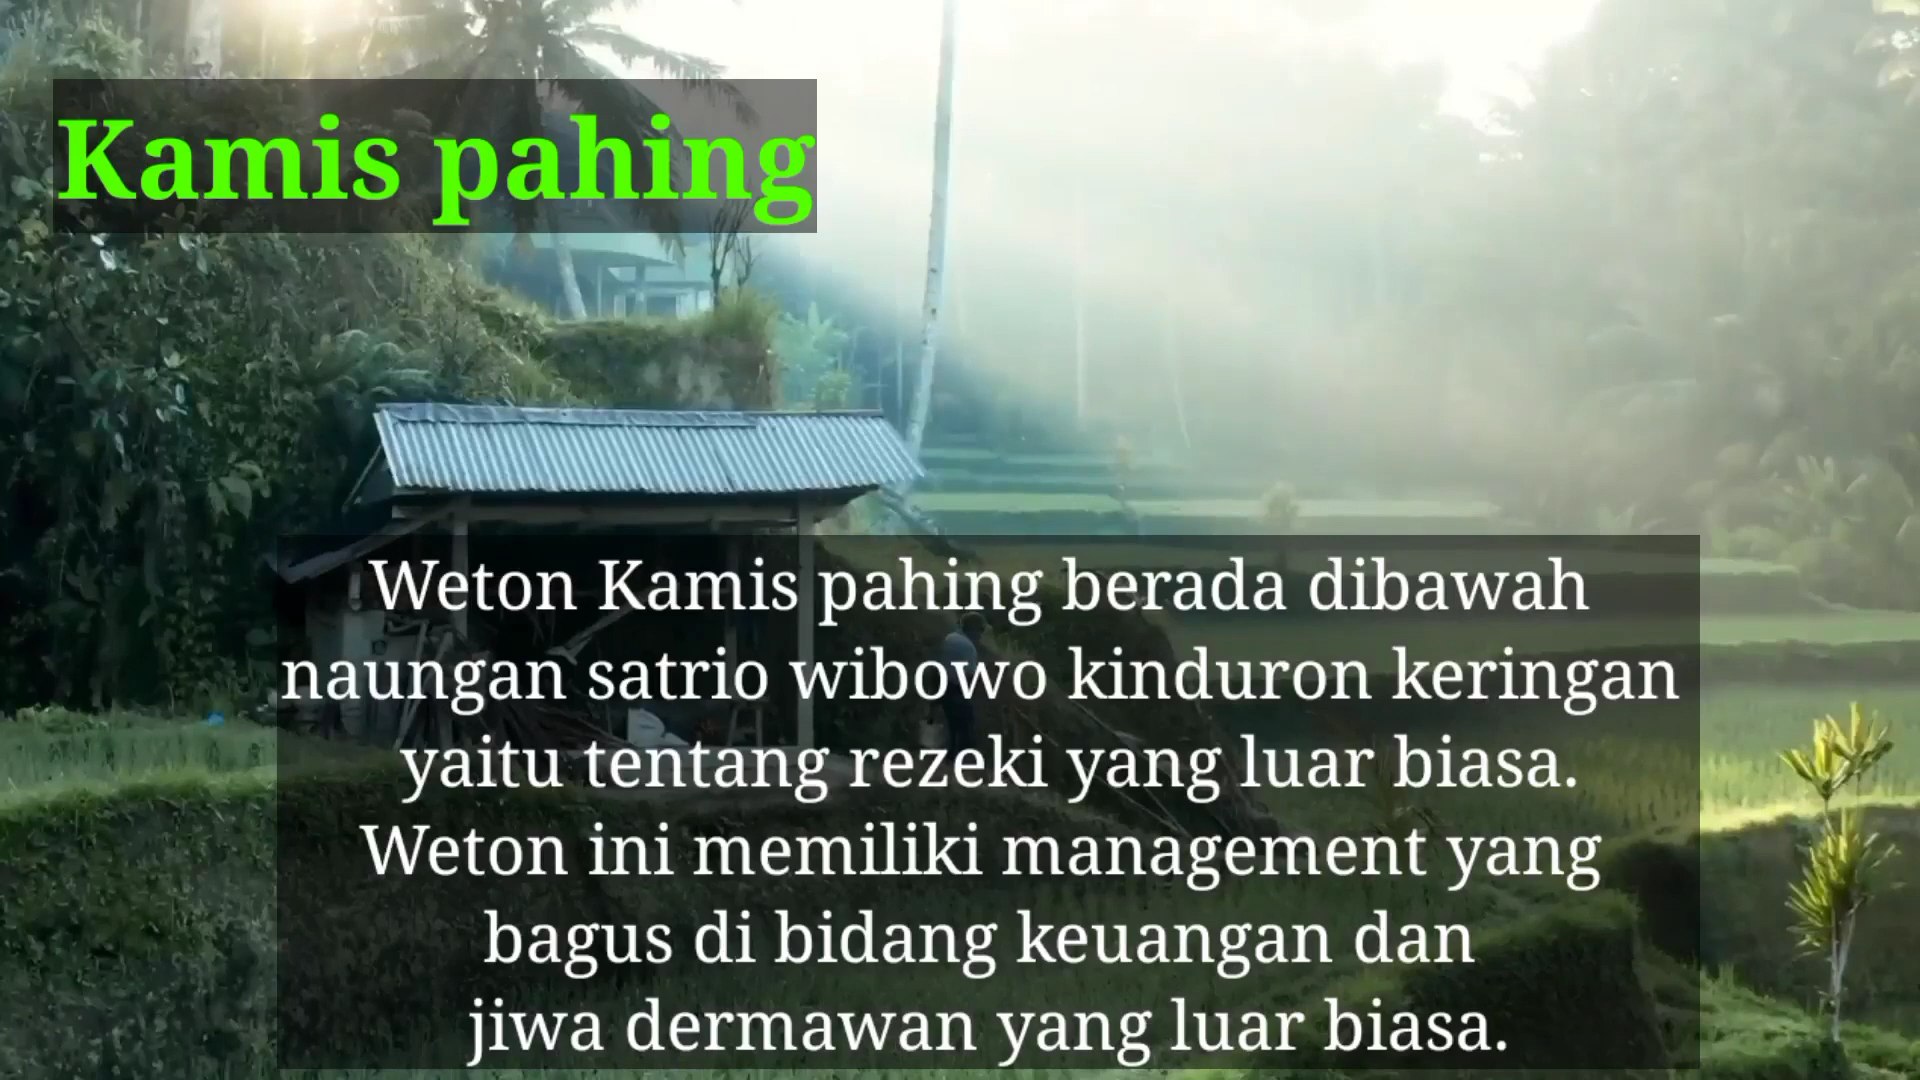 Kamis pahing
Weton Kamis pahing berada dibawah
naungan satrio wibowo kinduron keringan
yaitu tentang rezeki yang luar biasa.
Weton ini memiliki management yang
bagus di bidang keuangan dan
jiwa dermawan yang luar biasa.